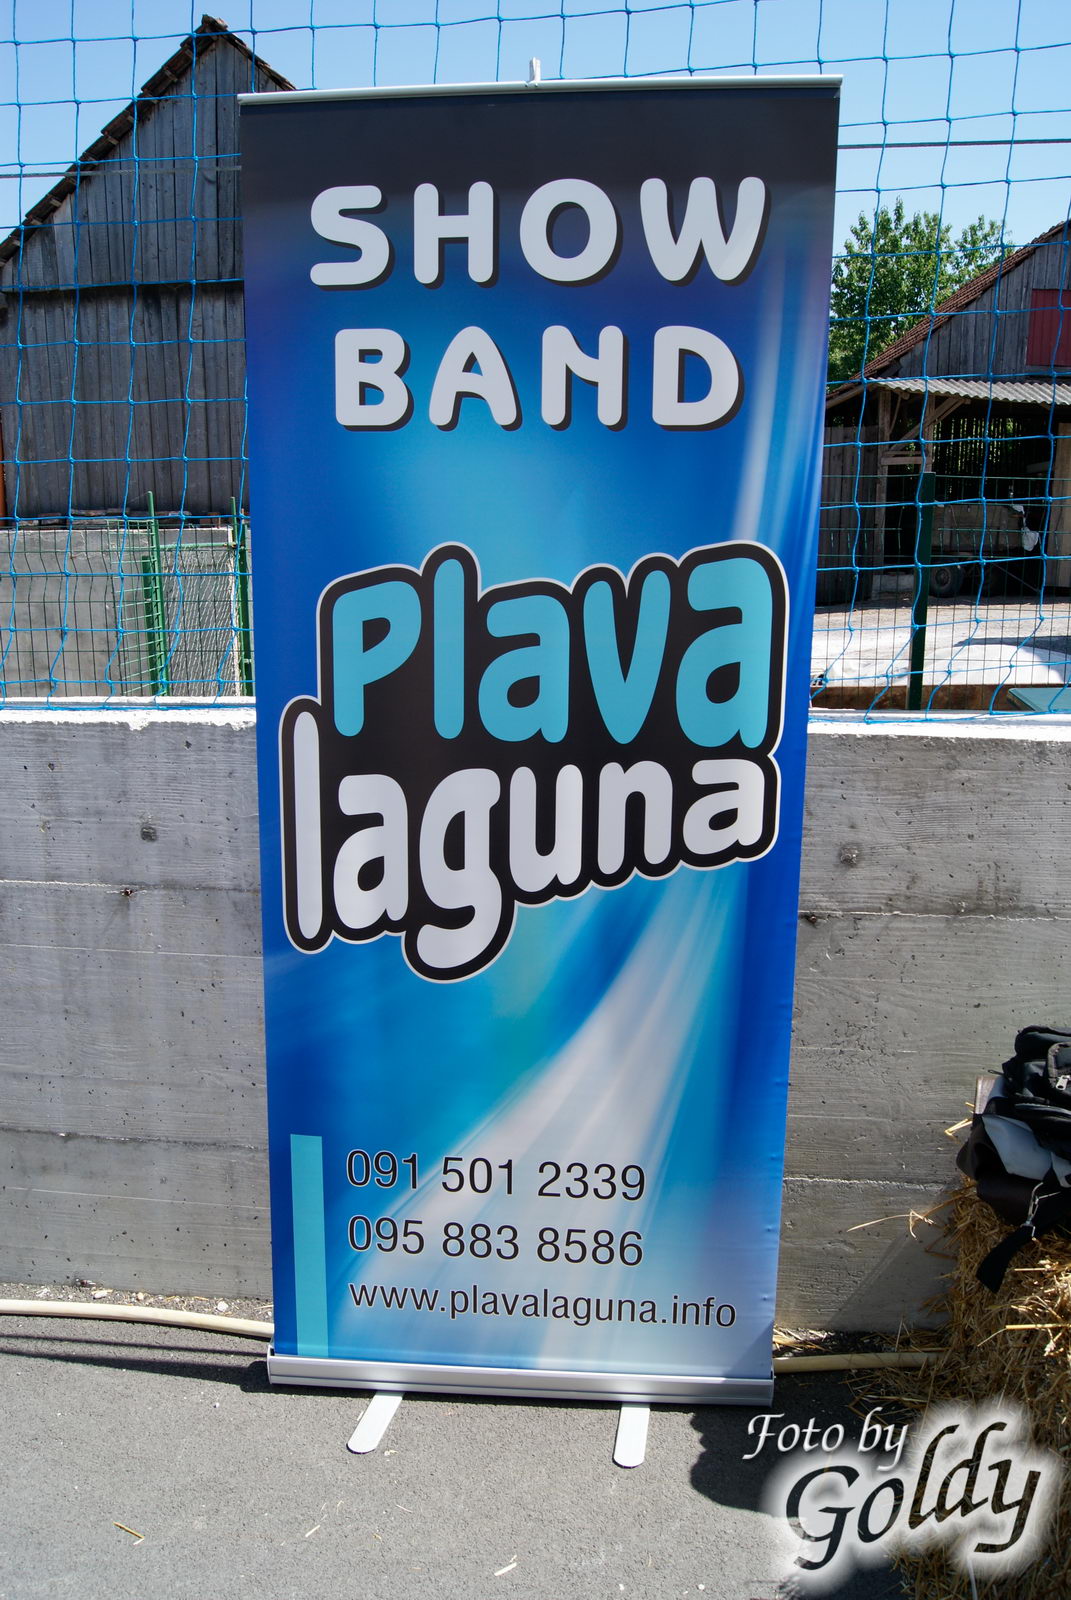 SHOW
BAND
Plava
laguna
091 501 2339
095 883 8586
www.plavalaguna.info
Foto by
Goldy